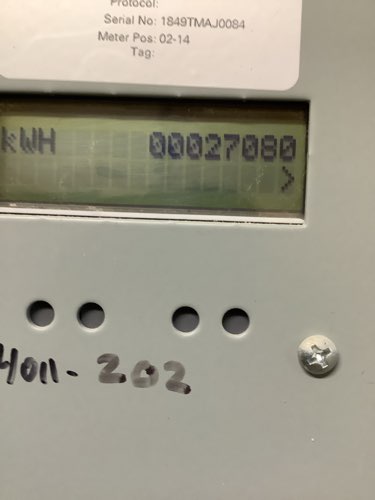 Protocol:
Serial No: 1849TMAJ0084
Meter Pos: 02-14
Tag:
kWH 00027080
>
4011-202